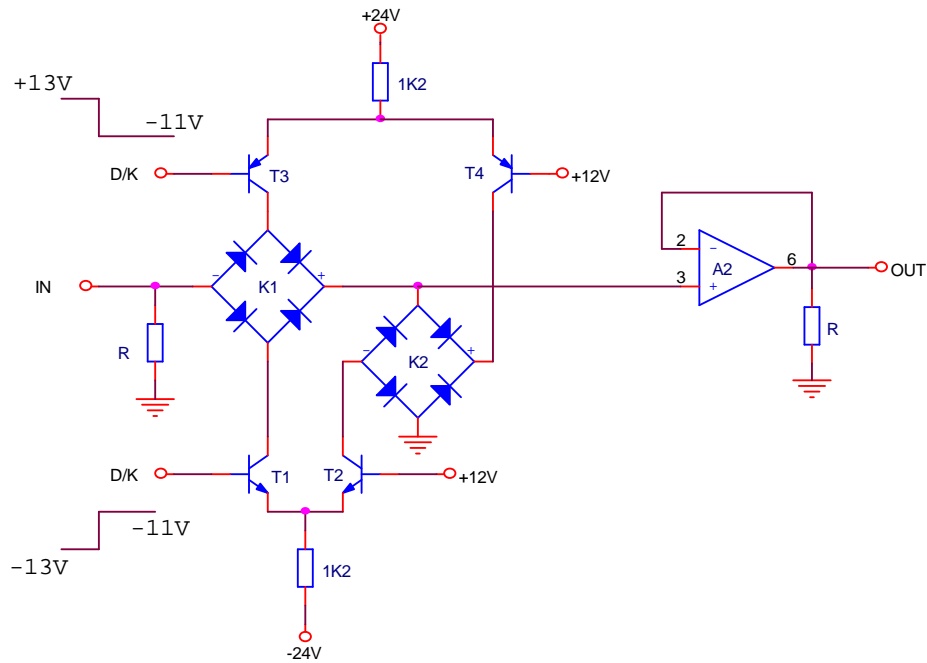 +24V
1K2
+13V
-11V
D/K
T3
T4
+12V
2
−
6
A2
OUT
3
+
IN
−
K1
+
−
K2
+
R
R
D/K
T1
T2
+12V
-11V
-13V
1K2
-24V